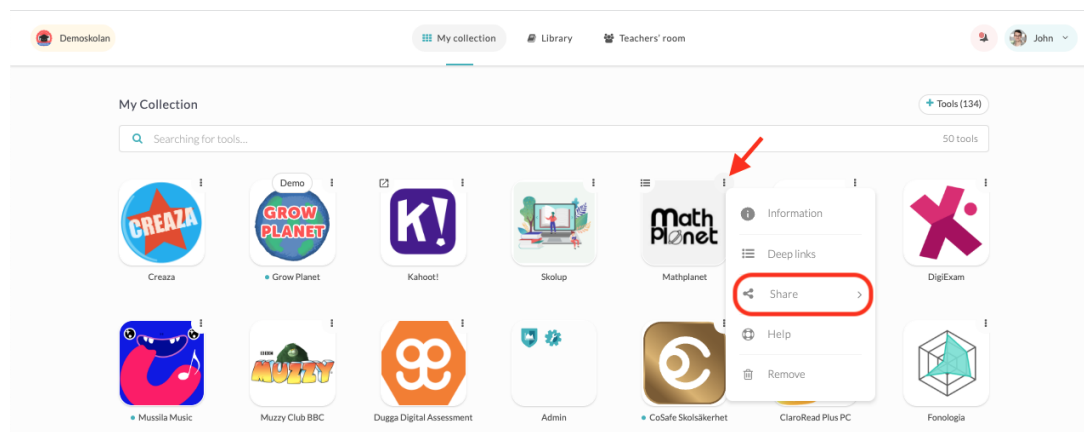 Demoskolan
My collection
Library
Teachers' room
John
My Collection
+ Tools (134)
Searching for tools...
50 tools
CREAZA
Demo
GROW
PLANET
K!
Math
Planet
Creaza
Grow Planet
Kahoot!
Skolup
Mathplanet
DigiExam
Information
Deep links
Share
Help
Remove
BBC
MUZZY
Mussila Music
Muzzy Club BBC
Dugga Digital Assessment
Admin
CoSafe Skolsäkerhet
ClaroRead Plus PC
Fonologia